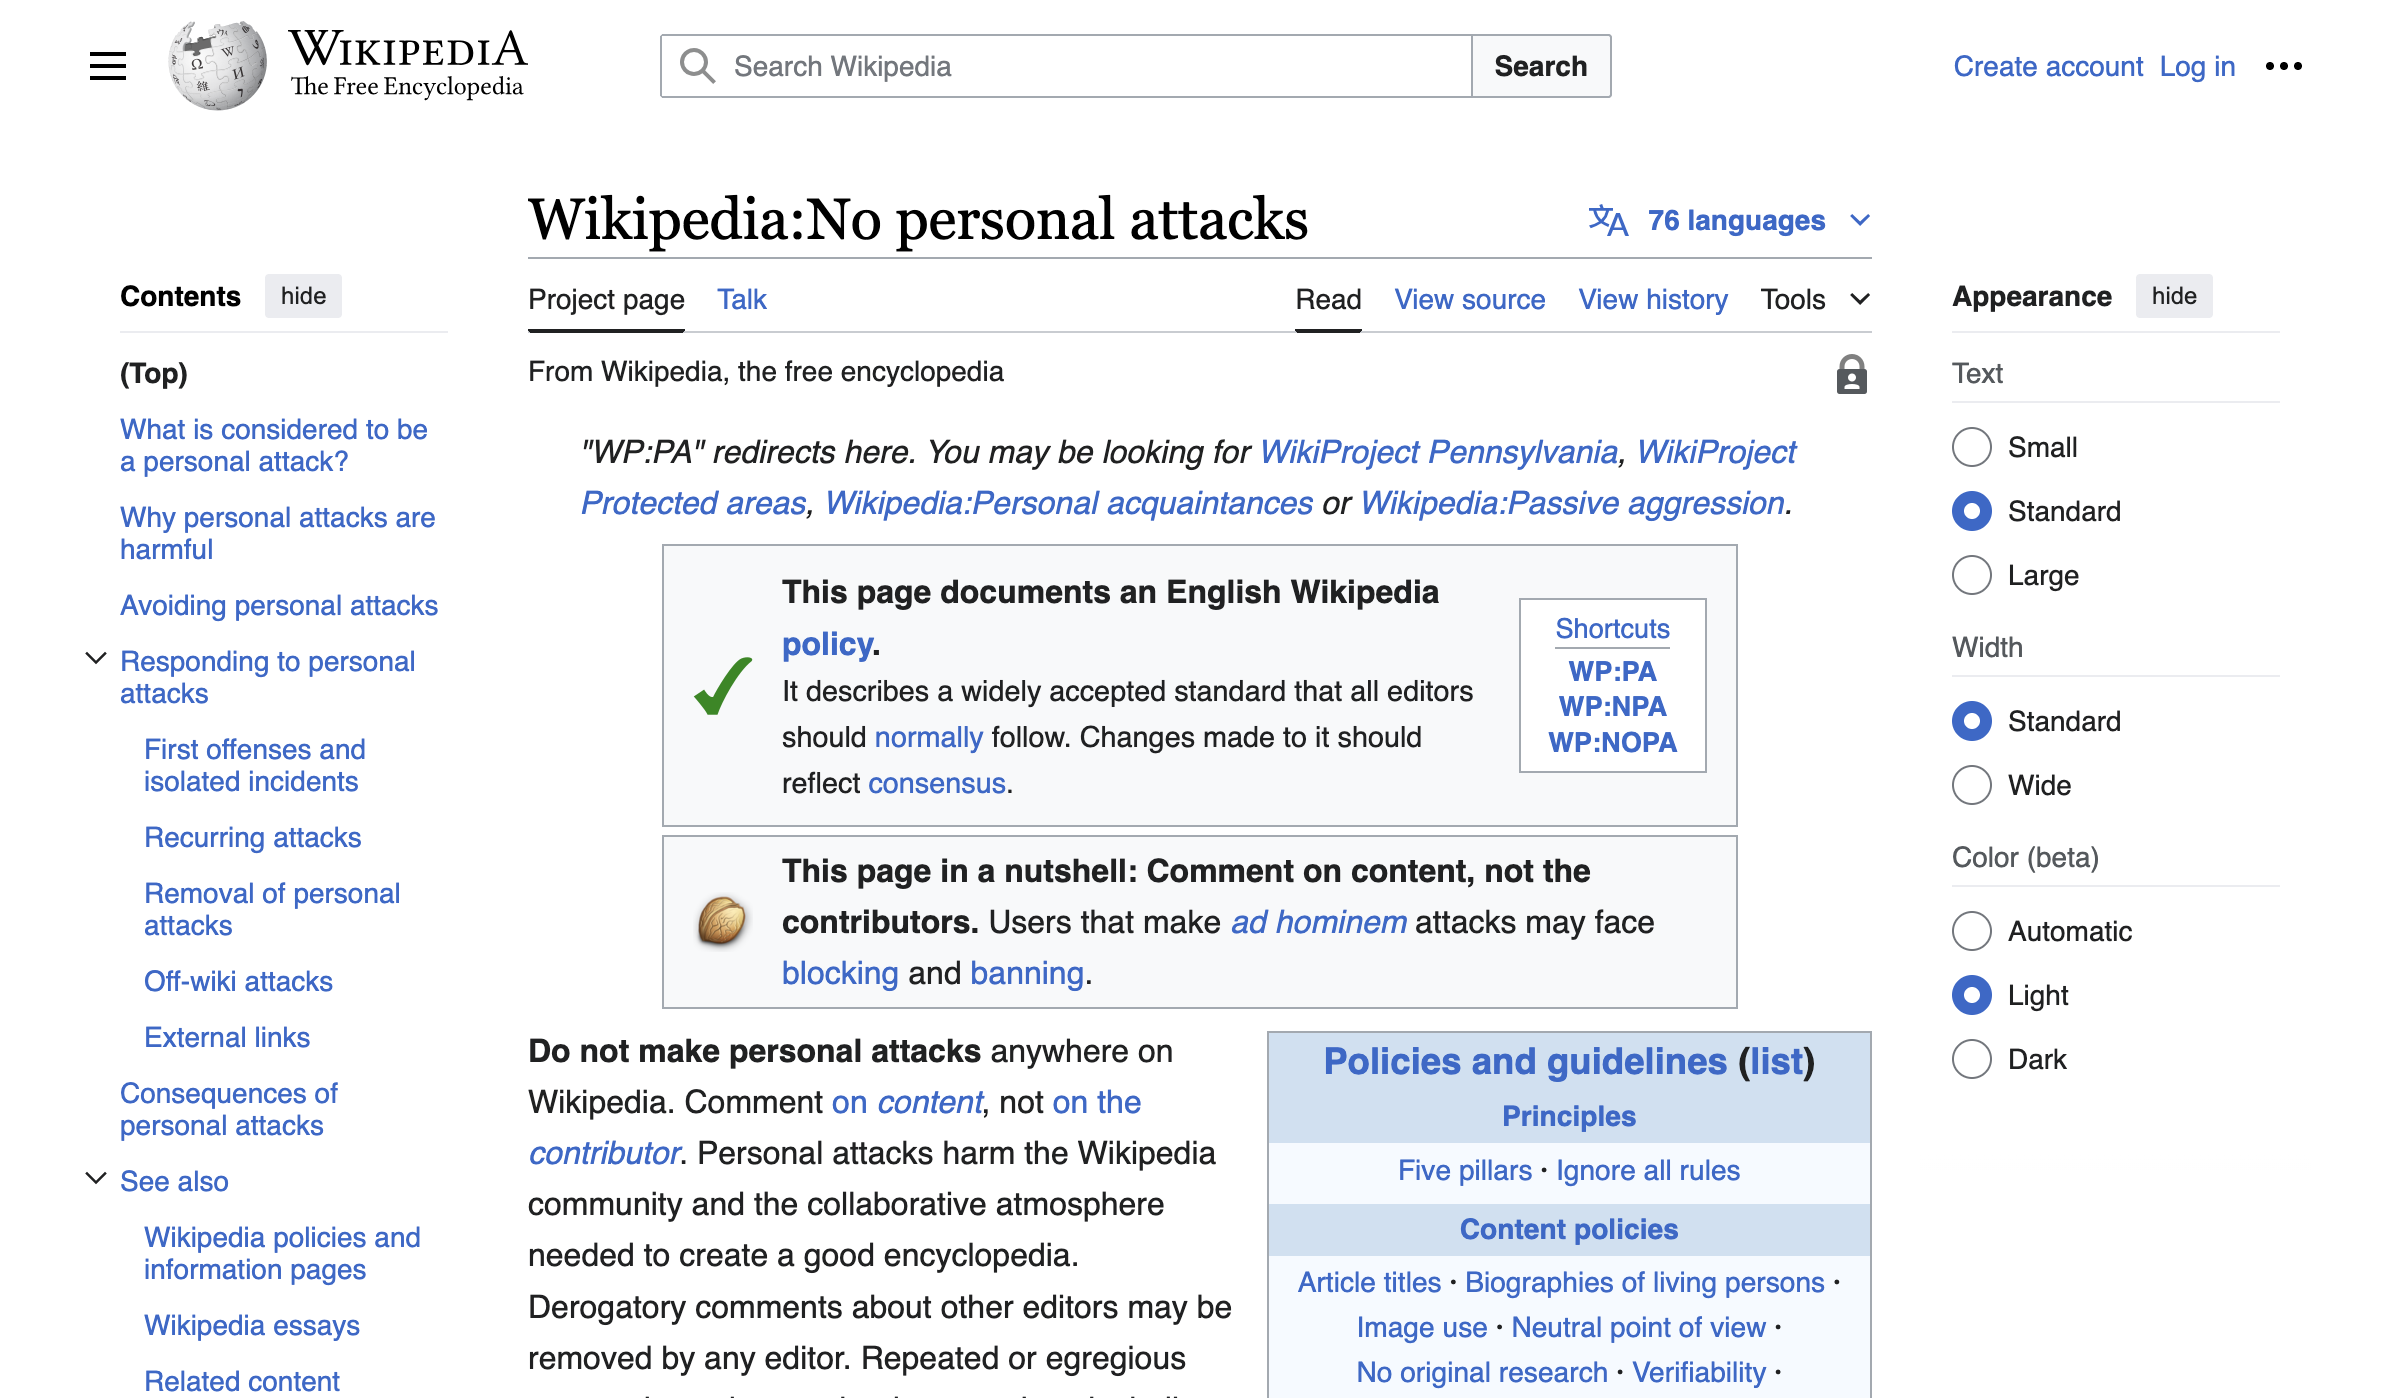 WIKIPEDIA
The Free Encyclopedia
Search Wikipedia
Search
Create account Log in
Wikipedia:No personal attacks
76 languages
Contents hide
(Top)
What is considered to be
a personal attack?
Why personal attacks are
harmful
Avoiding personal attacks
Responding to personal
attacks
First offenses and
isolated incidents
Recurring attacks
Removal of personal
attacks
Off-wiki attacks
External links
Consequences of
personal attacks
See also
Wikipedia policies and
information pages
Wikipedia essays
Related content
Project page Talk
Read View source View history Tools
From Wikipedia, the free encyclopedia
"WP:PA" redirects here. You may be looking for WikiProject Pennsylvania, WikiProject
Protected areas, Wikipedia:Personal acquaintances or Wikipedia:Passive aggression.
This page documents an English Wikipedia
policy.
It describes a widely accepted standard that all editors
should normally follow. Changes made to it should
reflect consensus.
Shortcuts
WP:PA
WP:NPA
WP:NOPA
This page in a nutshell: Comment on content, not the
contributors. Users that make ad hominem attacks may face
blocking and banning.
Do not make personal attacks anywhere on
Wikipedia. Comment on content, not on the
contributor. Personal attacks harm the Wikipedia
community and the collaborative atmosphere
needed to create a good encyclopedia.
Derogatory comments about other editors may be
removed by any editor. Repeated or egregious
Policies and guidelines (list)
Principles
Five pillars · Ignore all rules
Content policies
Article titles · Biographies of living persons ·
Image use · Neutral point of view ·
No original research · Verifiability ·
Appearance hide
Text
Small
Standard
Large
Width
Standard
Wide
Color (beta)
Automatic
Light
Dark